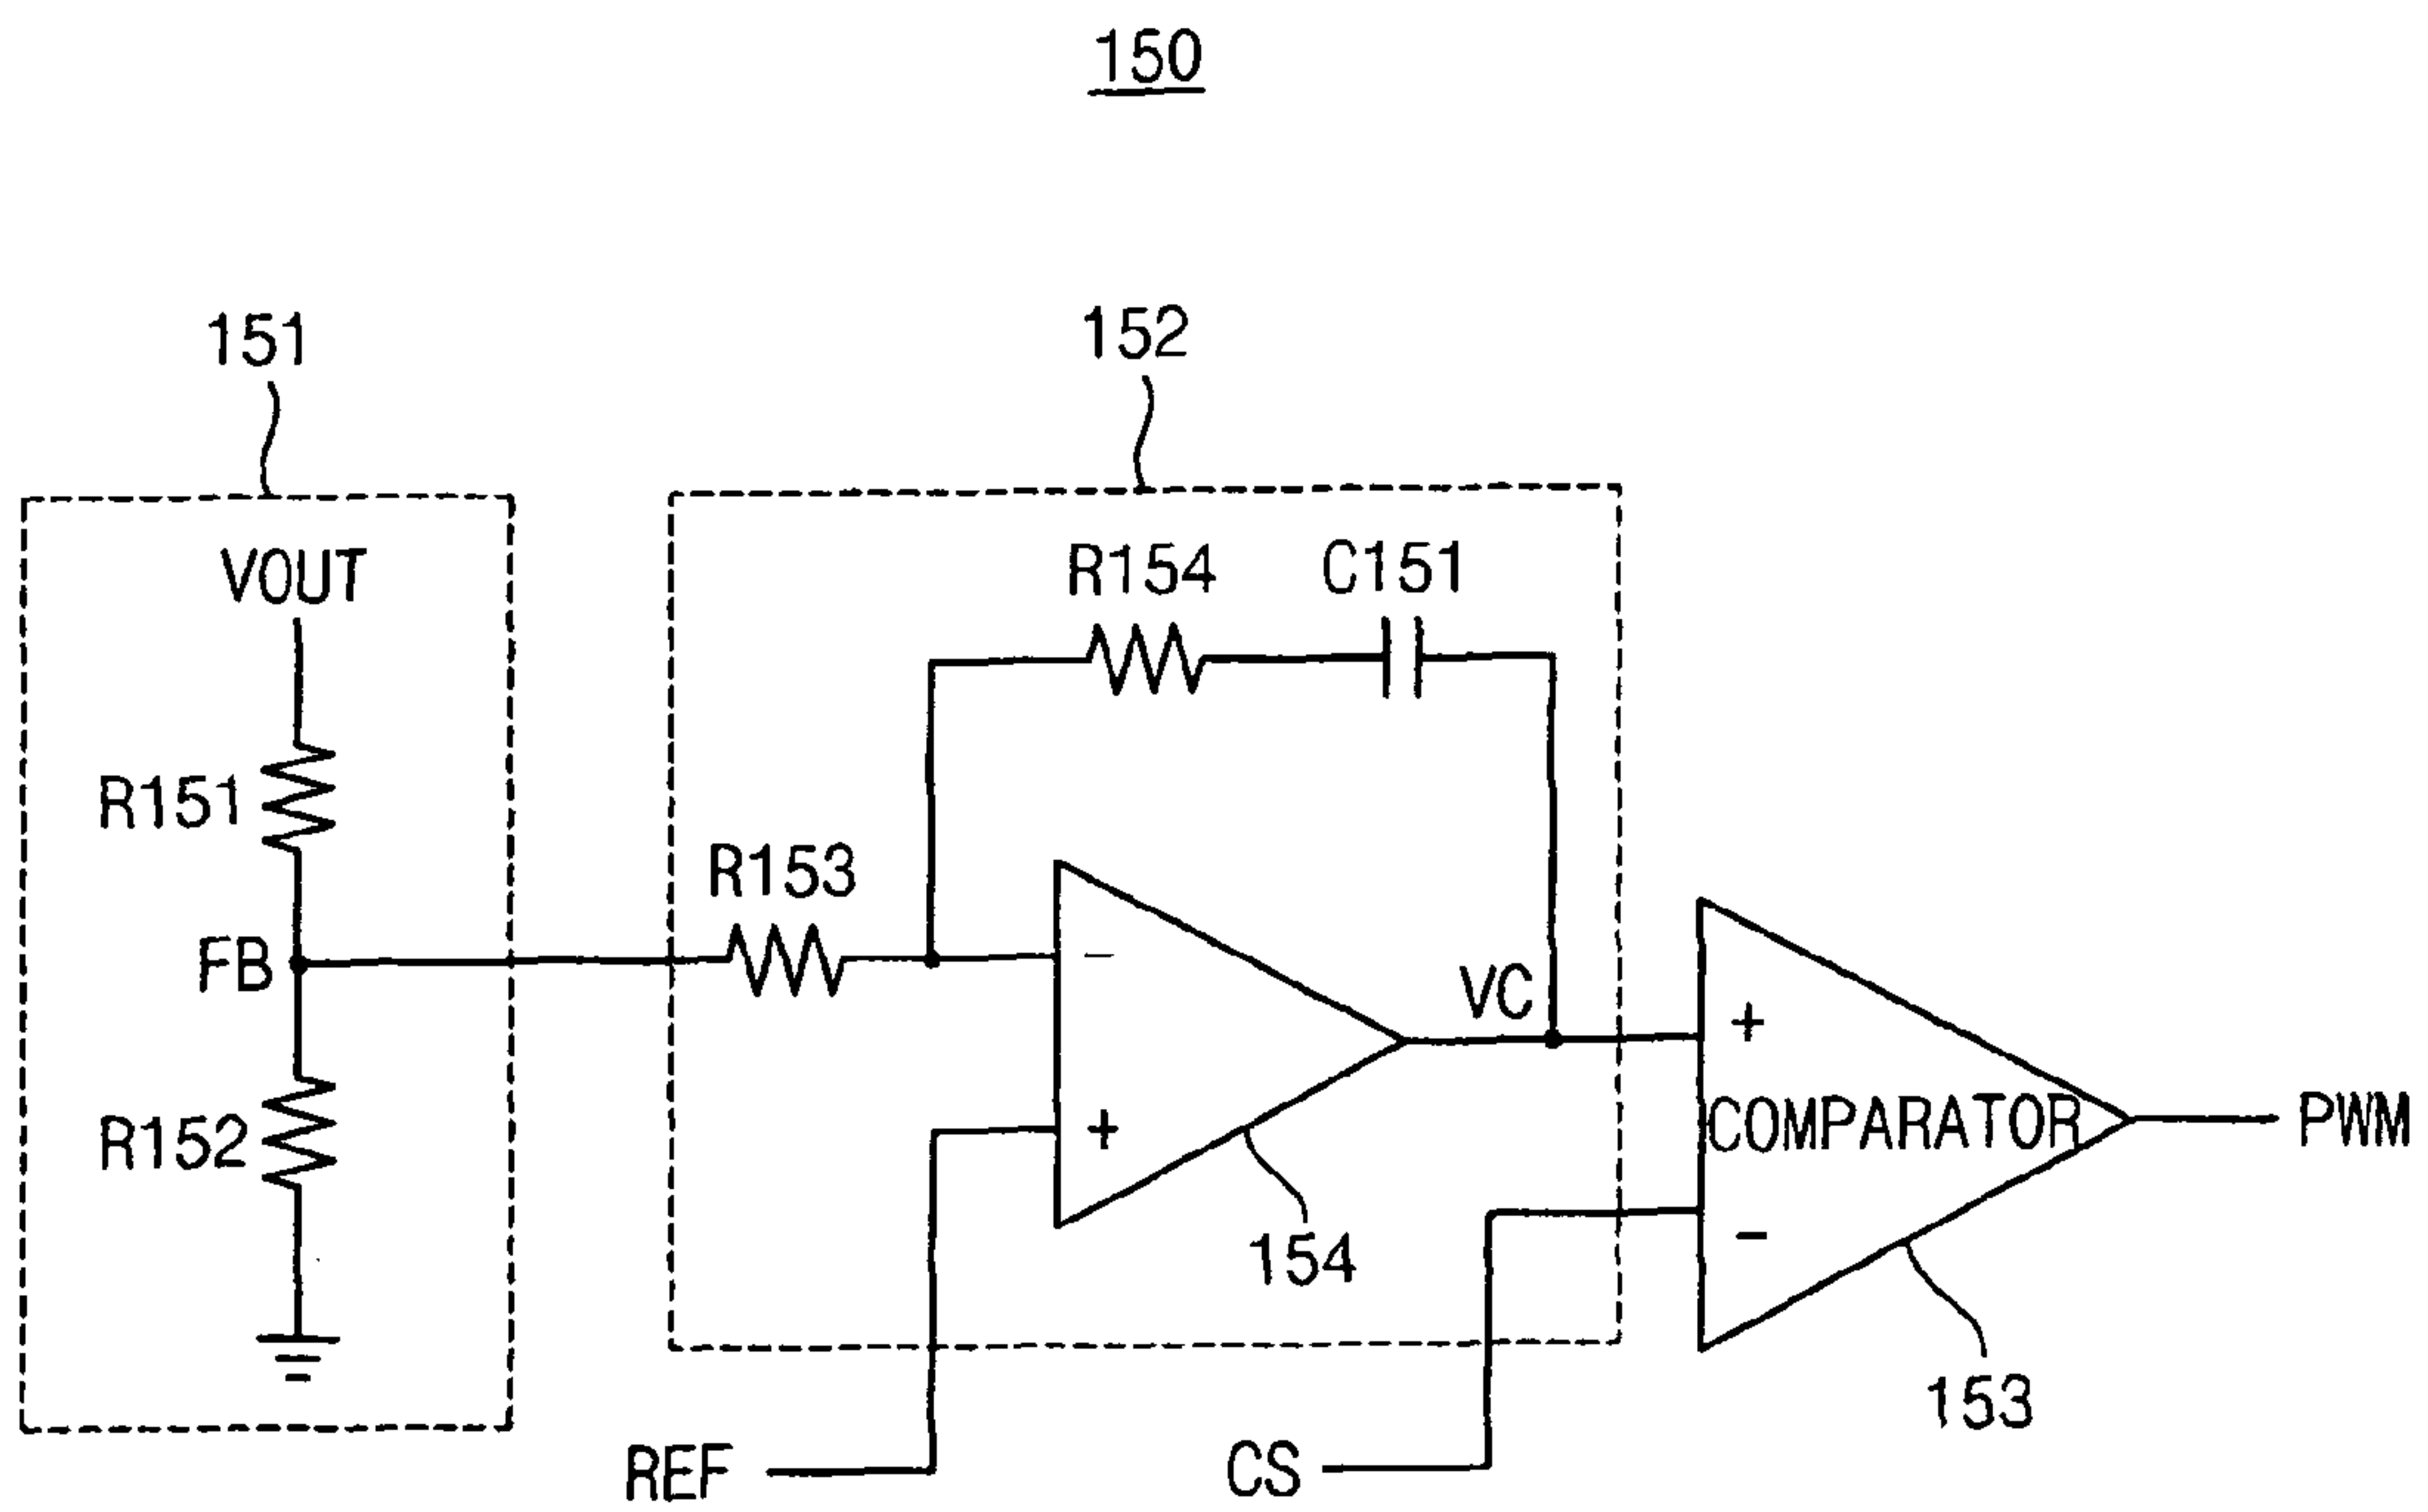 150
151
152
VOUT
R154
C151
R151
R153
FB
VC
-
+
R152
+
COMPARATOR
PWM
-
154
153
REF
CS